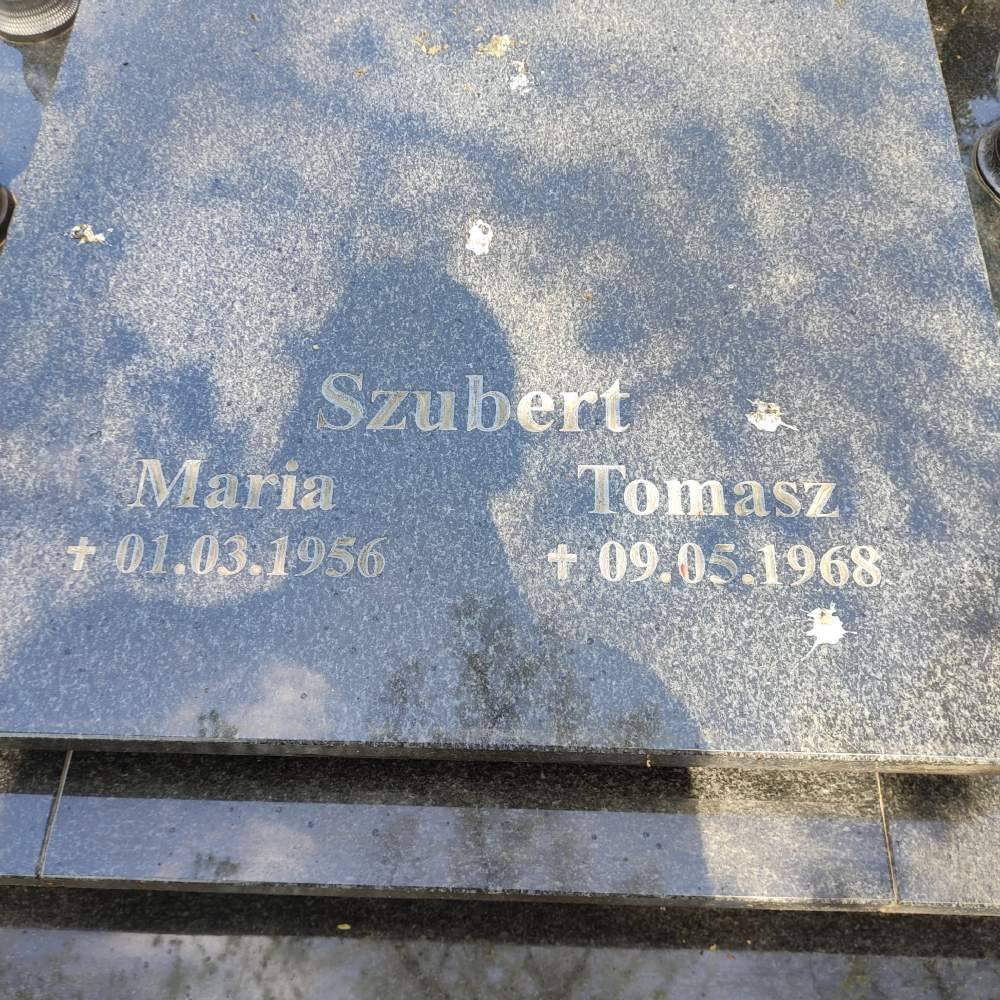 Szubert
Maria Tomasz
✝ 01.03.1956 ✝ 09.05.1968